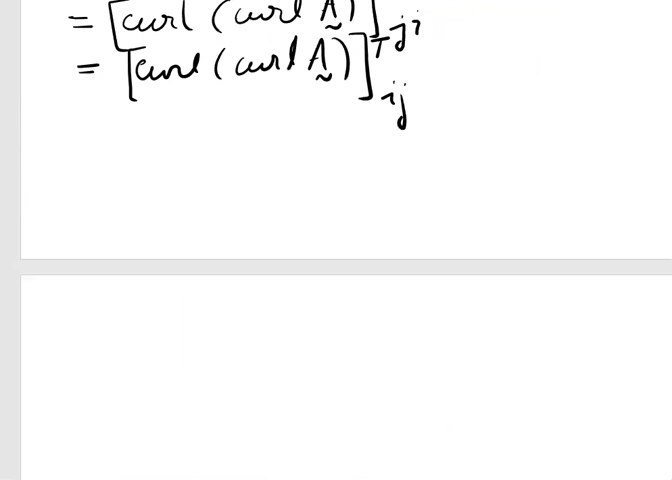 = [curl (curl A̰)]ji
= [curl (curl A̰)]ᵀij